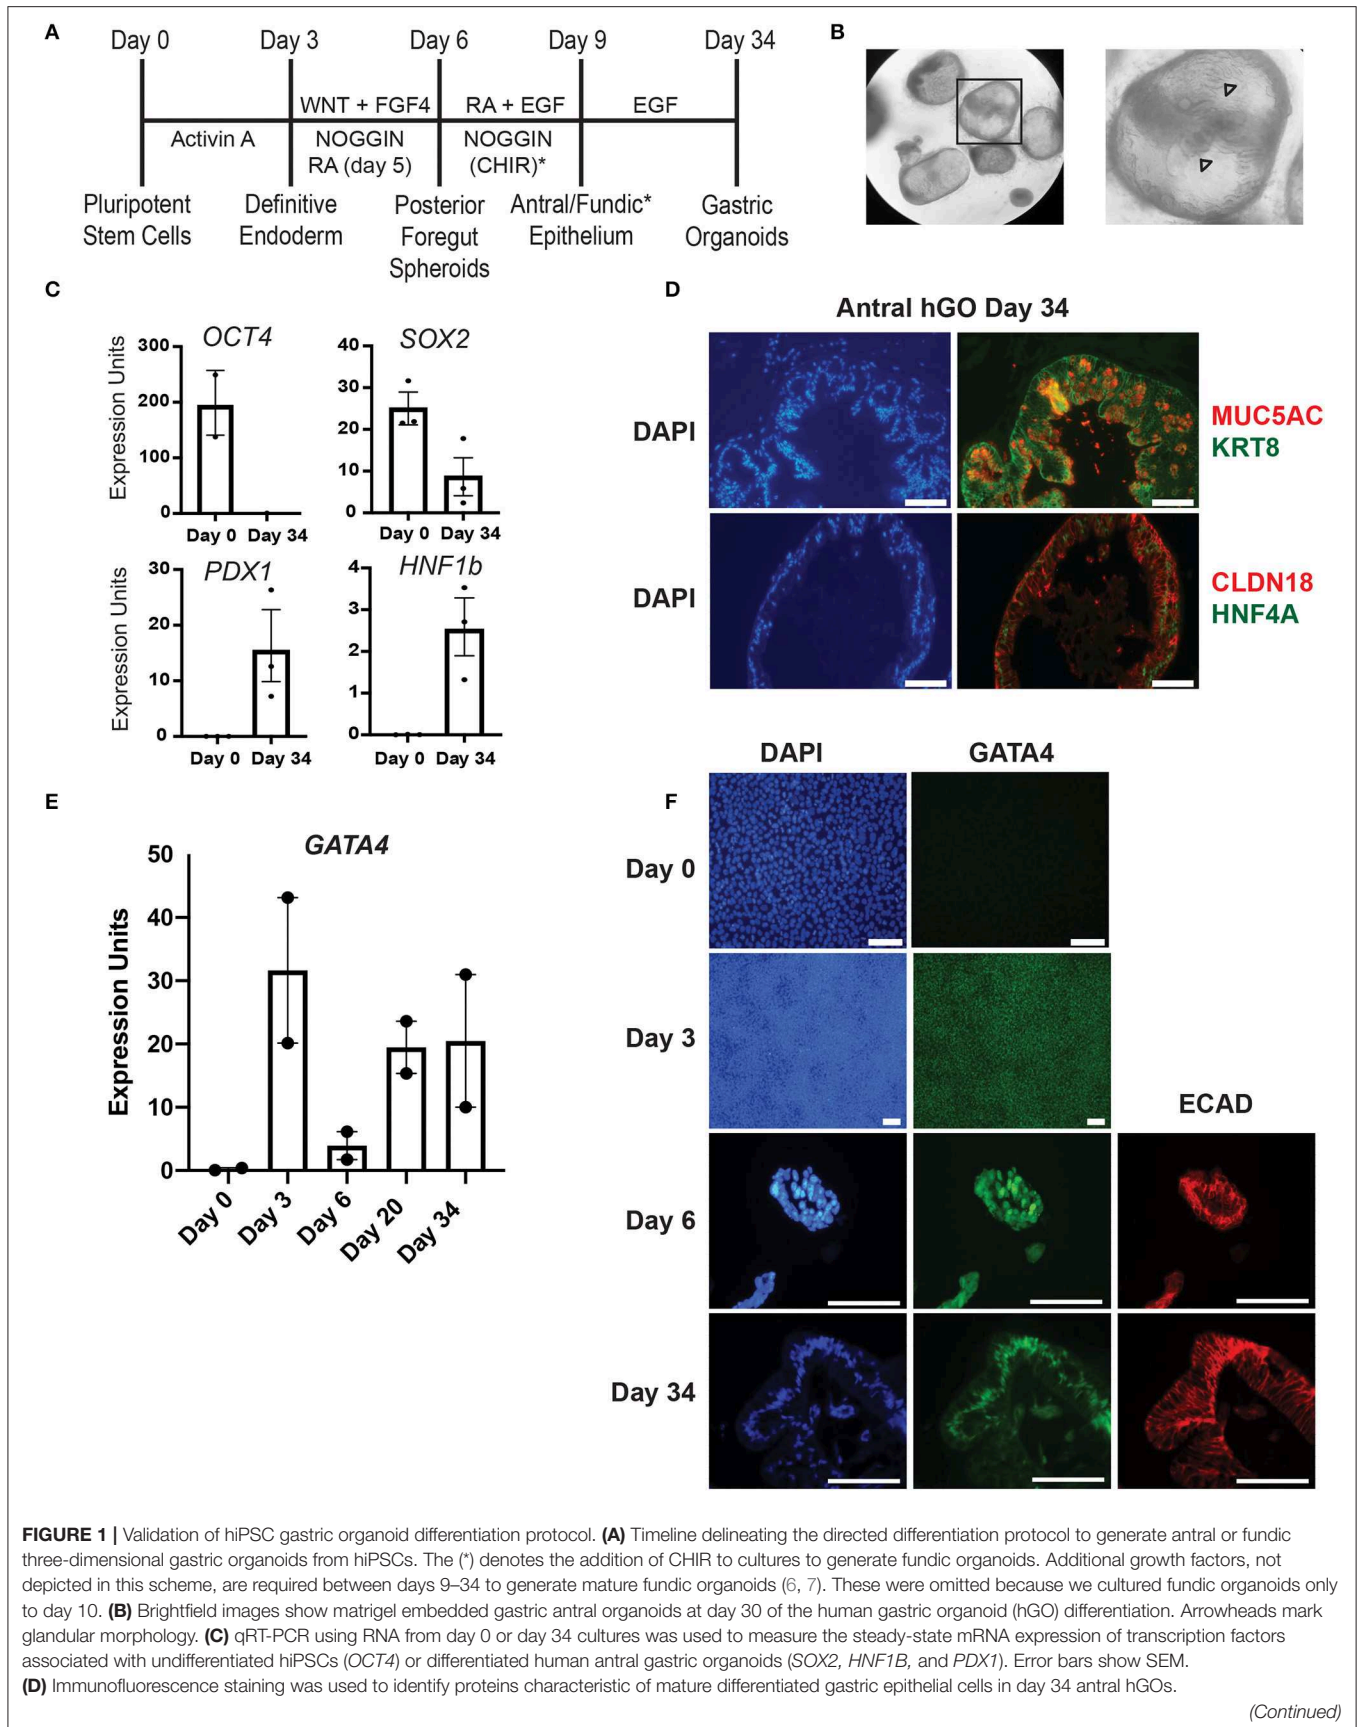 A
Day 0 Day 3 Day 6 Day 9 Day 34
WNT + FGF4 RA + EGF EGF
Activin A NOGGIN NOGGIN
RA (day 5) (CHIR)*
Pluripotent Definitive Posterior Antral/Fundic* Gastric
Stem Cells Endoderm Foregut Epithelium Organoids
Spheroids
B
C
OCT4
Expression Units
300
200
100
0
Day 0 Day 34
SOX2
40
30
20
10
0
Day 0 Day 34
PDX1
Expression Units
30
20
10
0
Day 0 Day 34
HNF1b
4
3
2
1
0
Day 0 Day 34
D
Antral hGO Day 34
DAPI
MUC5AC
KRT8
DAPI
CLDN18
HNF4A
E
GATA4
Expression Units
50
40
30
20
10
0
Day 0 Day 3 Day 6 Day 20 Day 34
F
DAPI GATA4
Day 0
Day 3
ECAD
Day 6
Day 34
FIGURE 1 | Validation of hiPSC gastric organoid differentiation protocol. (A) Timeline delineating the directed differentiation protocol to generate antral or fundic
three-dimensional gastric organoids from hiPSCs. The (*) denotes the addition of CHIR to cultures to generate fundic organoids. Additional growth factors, not
depicted in this scheme, are required between days 9–34 to generate mature fundic organoids (6, 7). These were omitted because we cultured fundic organoids only
to day 10. (B) Brightfield images show matrigel embedded gastric antral organoids at day 30 of the human gastric organoid (hGO) differentiation. Arrowheads mark
glandular morphology. (C) qRT-PCR using RNA from day 0 or day 34 cultures was used to measure the steady-state mRNA expression of transcription factors
associated with undifferentiated hiPSCs (OCT4) or differentiated human antral gastric organoids (SOX2, HNF1B, and PDX1). Error bars show SEM.
(D) Immunofluorescence staining was used to identify proteins characteristic of mature differentiated gastric epithelial cells in day 34 antral hGOs.
(Continued)